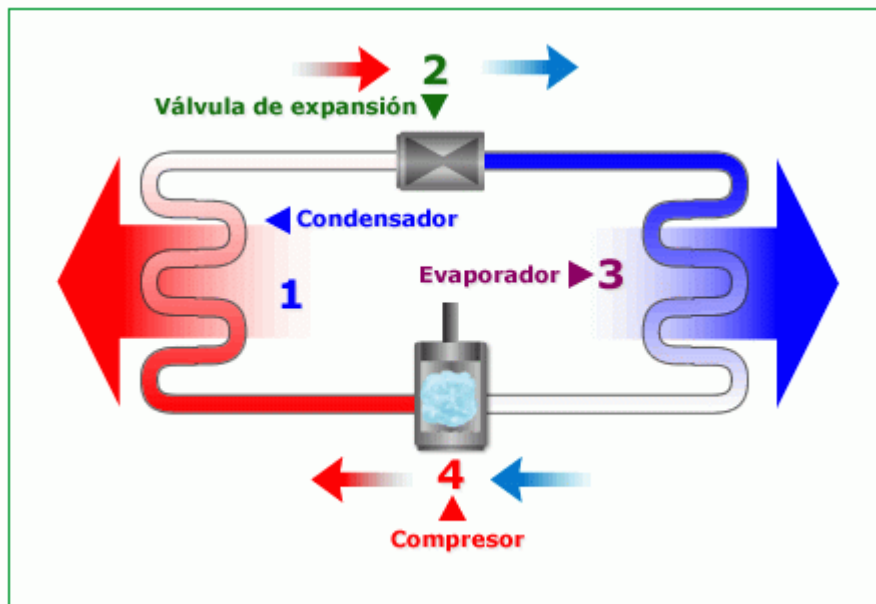 2
Válvula de expansión
Condensador
Evaporador
3
1
4
Compresor